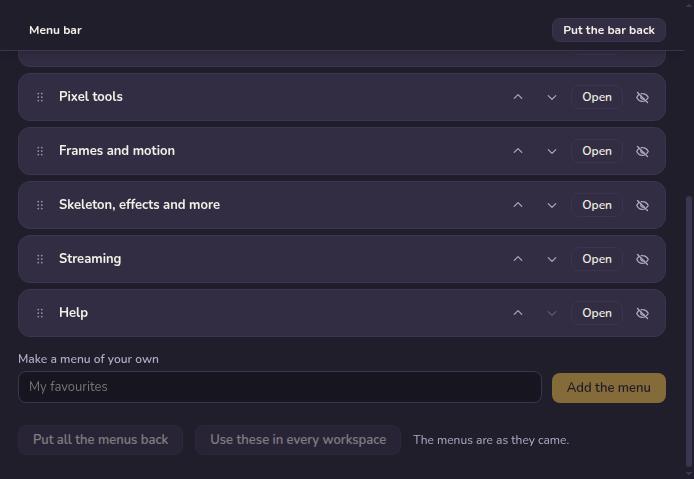 Menu bar
Put the bar back
Pixel tools
Open
Frames and motion
Open
Skeleton, effects and more
Open
Streaming
Open
Help
Open
Make a menu of your own
My favourites
Add the menu
Put all the menus back
Use these in every workspace
The menus are as they came.